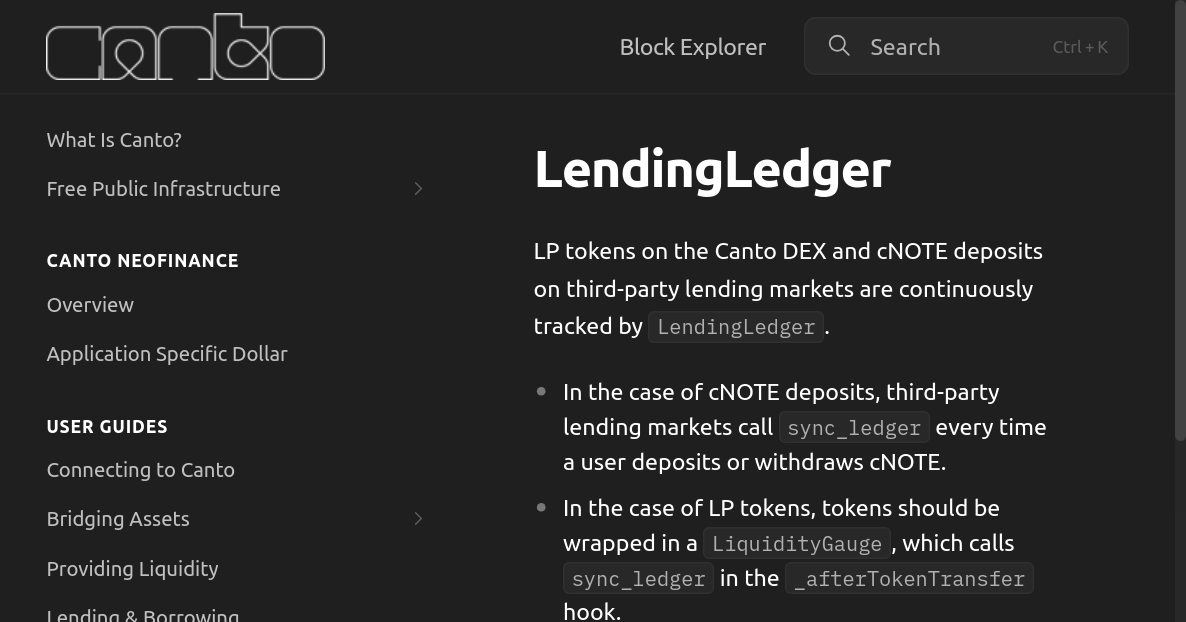 canto
Block Explorer
Search
Ctrl + K
What Is Canto?
Free Public Infrastructure
CANTO NEOFINANCE
Overview
Application Specific Dollar
USER GUIDES
Connecting to Canto
Bridging Assets
Providing Liquidity
Lending & Borrowing
LendingLedger
LP tokens on the Canto DEX and cNOTE deposits
on third-party lending markets are continuously
tracked by LendingLedger.
In the case of cNOTE deposits, third-party
lending markets call sync_ledger every time
a user deposits or withdraws cNOTE.
In the case of LP tokens, tokens should be
wrapped in a LiquidityGauge, which calls
sync_ledger in the _afterTokenTransfer
hook.